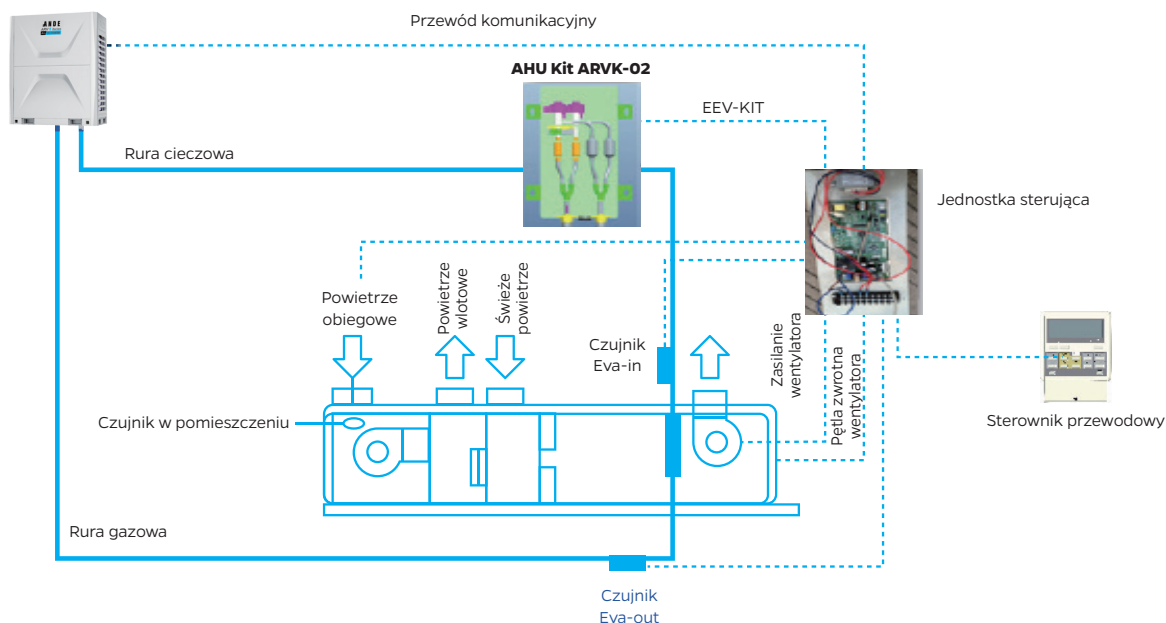 ANDE
Przewód komunikacyjny
AHU Kit ARVK-02
EEV-KIT
Rura cieczowa
Jednostka sterująca
Powietrze
obiegowe
Powietrze
wlotowe
Świeże
powietrze
Czujnik
Eva-in
Zasilanie
wentylatora
Pętla zwrotna
wentylatora
Czujnik w pomieszczeniu
Sterownik przewodowy
Rura gazowa
Czujnik
Eva-out